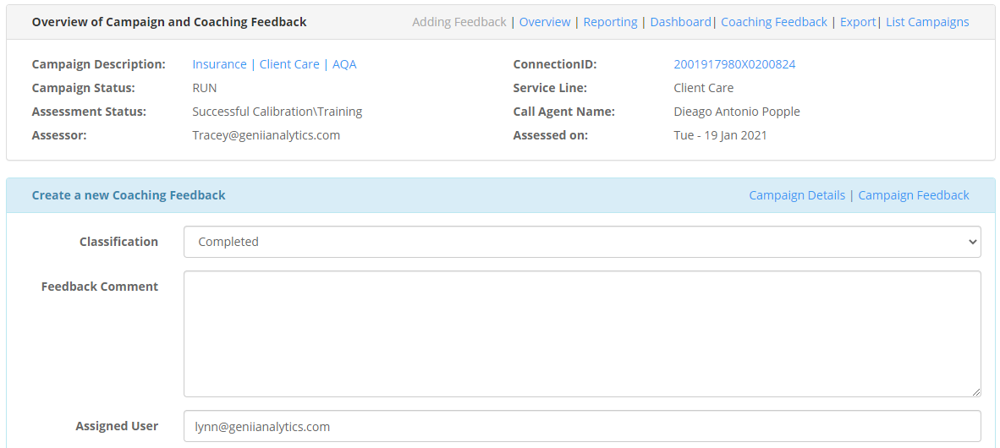 Overview of Campaign and Coaching Feedback Adding Feedback | Overview | Reporting | Dashboard| Coaching Feedback | Export| List Campaigns
Campaign Description: Insurance | Client Care | AQA ConnectionID: 2001917980X0200824
Campaign Status: RUN Service Line: Client Care
Assessment Status: Successful Calibration\Training Call Agent Name: Dieago Antonio Popple
Assessor: Tracey@geniianalytics.com Assessed on: Tue - 19 Jan 2021
Create a new Coaching Feedback Campaign Details | Campaign Feedback
Classification Completed
Feedback Comment
Assigned User lynn@geniianalytics.com